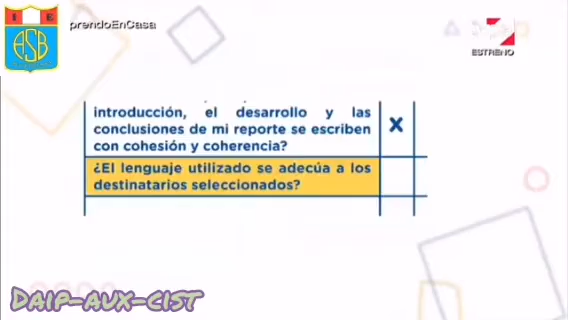 I E
ASB
prendoEnCasa
ESTRENO
introducción, el desarrollo y las
conclusiones de mi reporte se escriben
con cohesión y coherencia?
X
¿El lenguaje utilizado se adecúa a los
destinatarios seleccionados?
DAIP-AUX-CIST